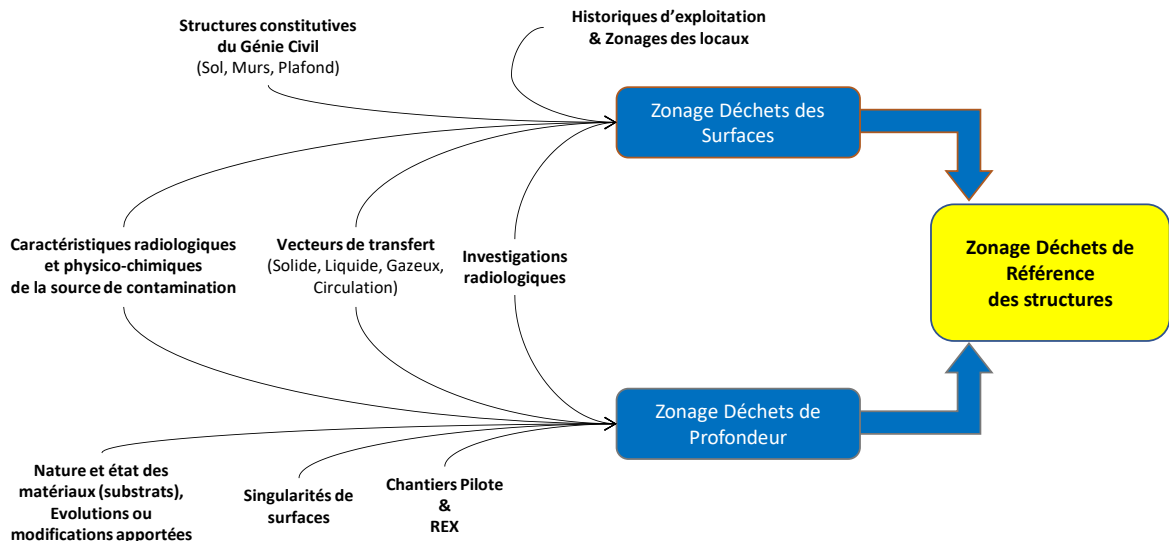 Structures constitutives
du Génie Civil
(Sol, Murs, Plafond)
Historiques d’exploitation
& Zonages des locaux
Zonage Déchets des
Surfaces
Caractéristiques radiologiques
et physico-chimiques
de la source de contamination
Vecteurs de transfert
(Solide, Liquide, Gazeux,
Circulation)
Investigations
radiologiques
Zonage Déchets de
Référence
des structures
Zonage Déchets de
Profondeur
Nature et état des
matériaux (substrats),
Evolutions ou
modifications apportées
Singularités de
surfaces
Chantiers Pilote
&
REX